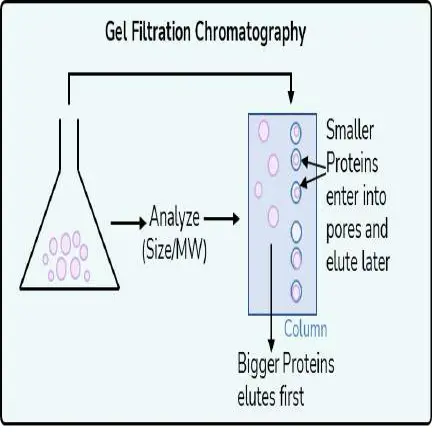 Gel Filtration Chromatography
Analyze
(Size/MW)
Smaller
Proteins
enter into
pores and
elute later
Column
Bigger Proteins
elutes first